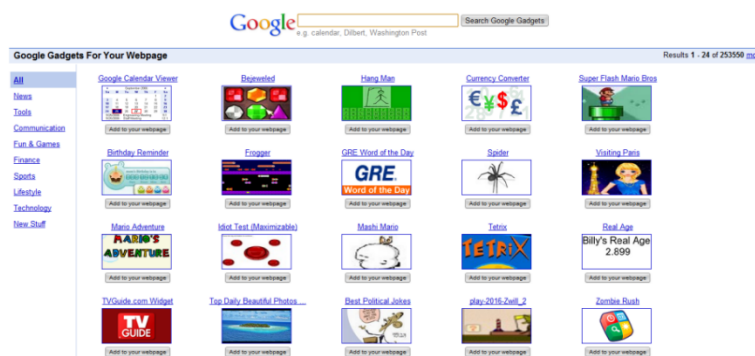 Google
Search Google Gadgets
e.g. calendar, Dilbert, Washington Post
Google Gadgets For Your Webpage
Results 1 - 24 of 253550
All
News
Tools
Communication
Fun & Games
Finance
Sports
Lifestyle
Technology
New Stuff
Google Calendar Viewer
Bejeweled
Hang Man
Currency Converter
Super Flash Mario Bros
€ ¥ $ £
Add to your webpage
Add to your webpage
Add to your webpage
Add to your webpage
Add to your webpage
Birthday Reminder
Frogger
GRE Word of the Day
Spider
Visiting Paris
GRE
Word of the Day
Add to your webpage
Add to your webpage
Add to your webpage
Add to your webpage
Add to your webpage
Mario Adventure
Idiot Test (Maximizable)
Mashi Mario
Tetrix
Real Age
MARIO'S
ADVENTURE
TETRIX
Billy's Real Age
2.899
Add to your webpage
Add to your webpage
Add to your webpage
Add to your webpage
Add to your webpage
TVGuide.com Widget
Top Daily Beautiful Photos ...
Best Political Jokes
play-2016-Zwill_2
Zombie Rush
TV
GUIDE
Add to your webpage
Add to your webpage
Add to your webpage
Add to your webpage
Add to your webpage